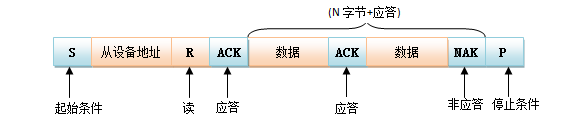 (N 字节+应答)
S 从设备地址 R ACK 数据 ACK 数据 NAK P
起始条件 读 应答 应答 非应答 停止条件